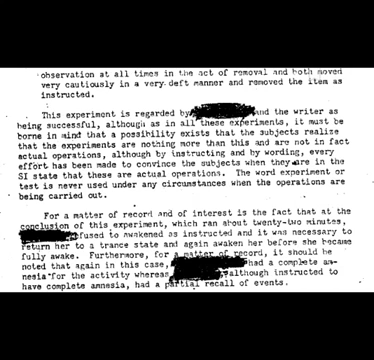 observation at all times in the act of removal and both moved
very cautiously in a very deft manner and removed the item as
instructed.
This experiment is regarded by and the writer as
being successful, although as in all these experiments, it must be
borne in mind that a possibility exists that the subjects realize
that the experiments are nothing more than this and are not in fact
actual operations, although by instructing and by wording, every
effort has been made to convince the subjects when they are in the
SI state that these are actual operations. The word experiment or
test is never used under any circumstances when the operations are
being carried out.
For a matter of record and of interest is the fact that at the
conclusion of this experiment, which ran about twenty-two minutes,
refused to awakened as instructed and it was necessary to
return her to a trance state and again awaken her before she became
fully awake. Furthermore, for a matter of record, it should be
noted that again in this case, had a complete am-
nesia for the activity whereas although instructed to
have complete amnesia, had a partial recall of events.